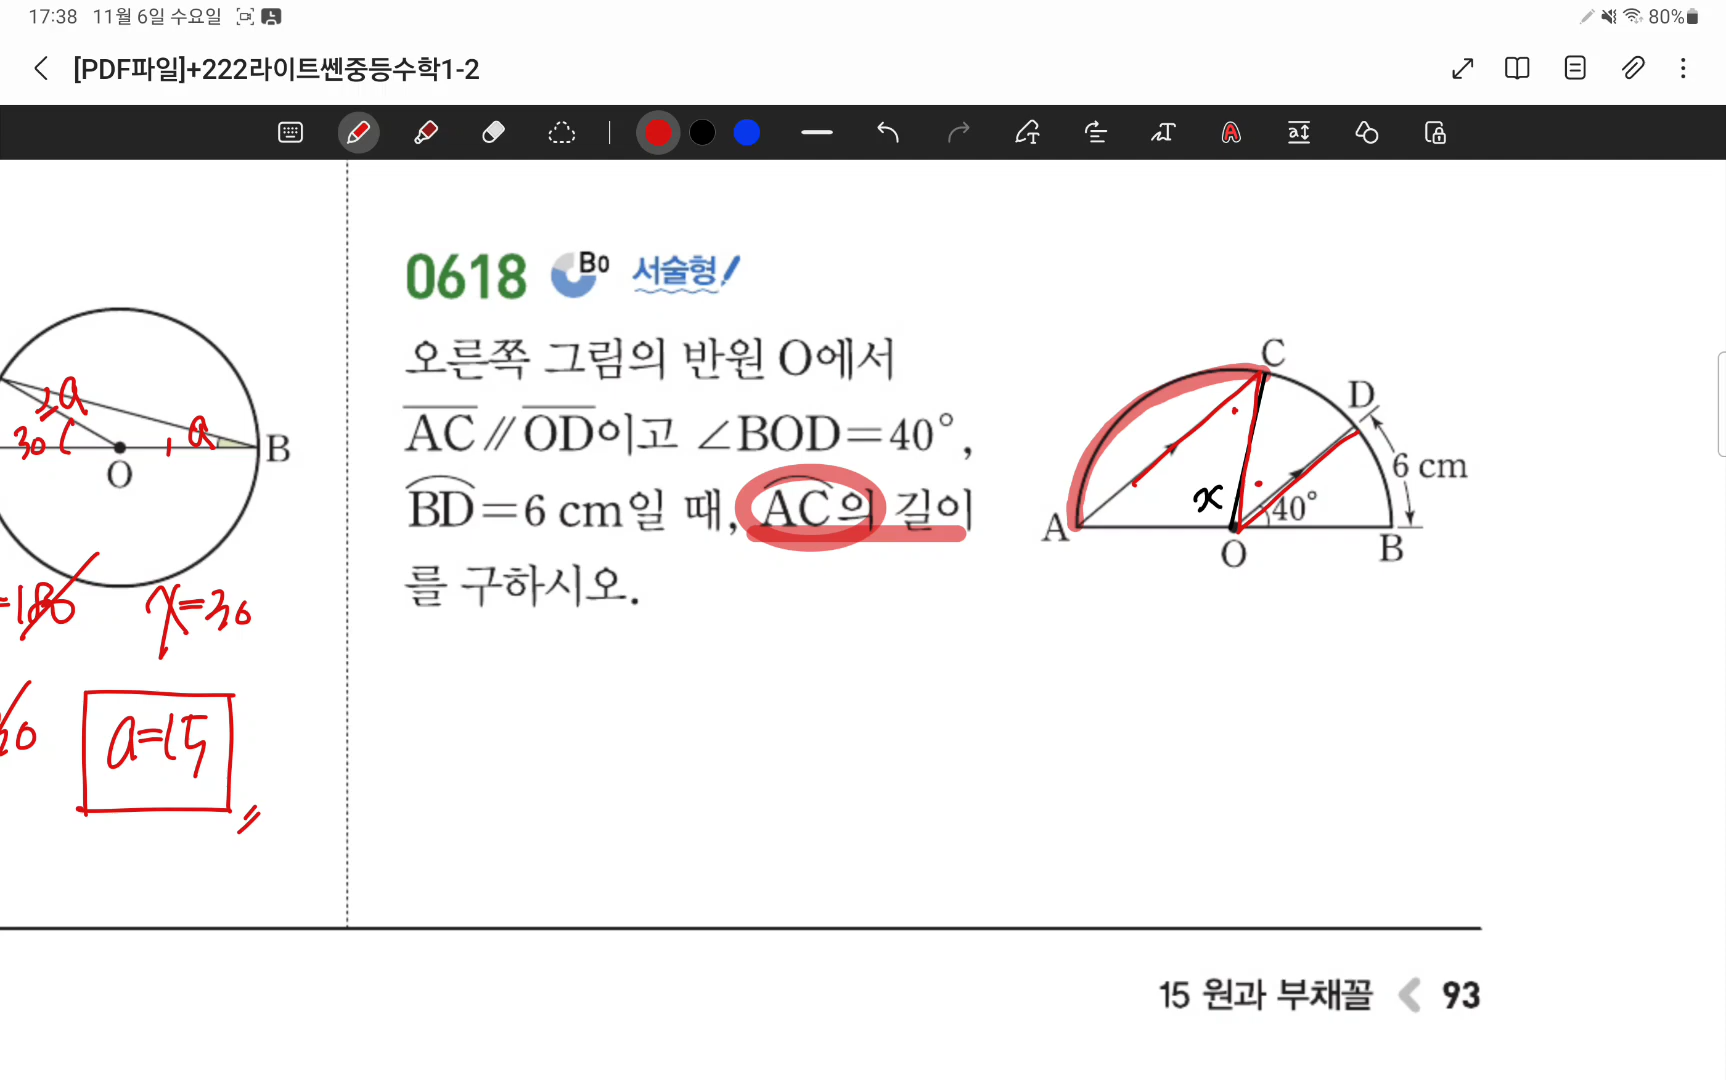 17:38 11월 6일 수요일
80%
[PDF파일]+222라이트쎈중등수학1-2
0618 B0 서술형
오른쪽 그림의 반원 O에서
AC // OD이고 ∠BOD=40°,
BD=6 cm일 때, AC의 길이
를 구하시오.
C
D
6 cm
x
40°
A
O
B
a
30
a
B
O
=180
x=30
a=15
15 원과 부채꼴 93